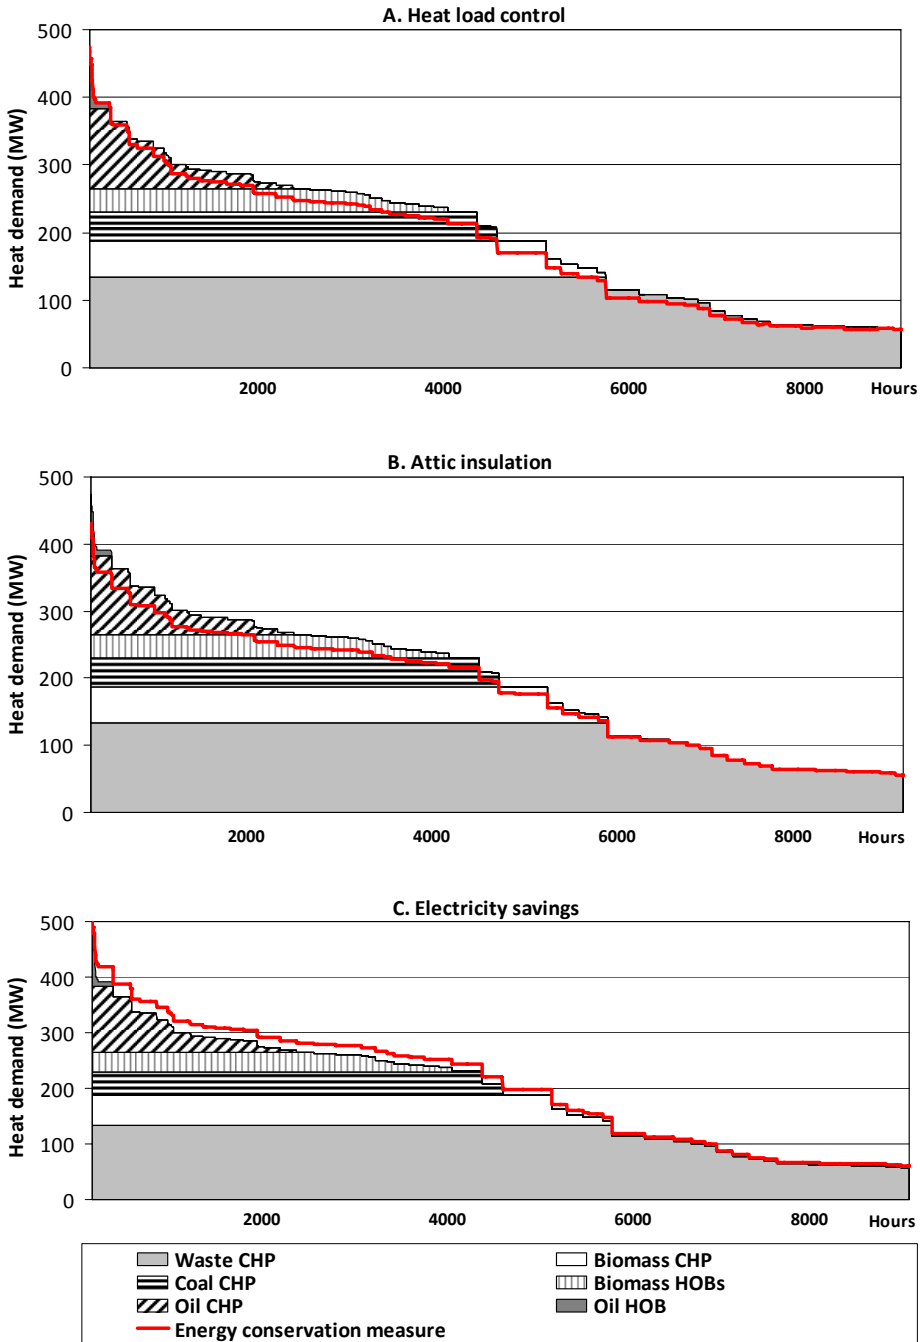 A. Heat load control
500
400
300
200
100
0
Heat demand (MW)
2000 4000 6000 8000 Hours
B. Attic insulation
500
400
300
200
100
0
Heat demand (MW)
2000 4000 6000 8000 Hours
C. Electricity savings
500
400
300
200
100
0
Heat demand (MW)
2000 4000 6000 8000 Hours
Waste CHP Biomass CHP
Coal CHP Biomass HOBs
Oil CHP Oil HOB
Energy conservation measure